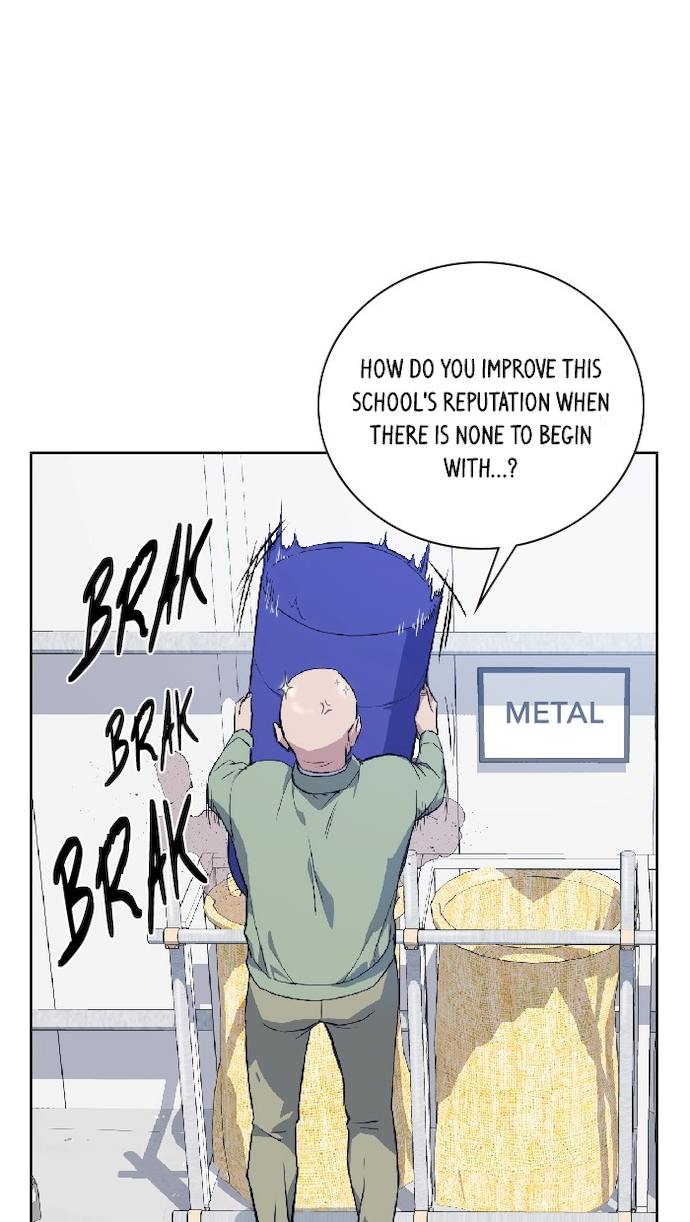 HOW DO YOU IMPROVE THIS
SCHOOL'S REPUTATION WHEN
THERE IS NONE TO BEGIN
WITH...?
BRAK
METAL
BRAK
BRAK